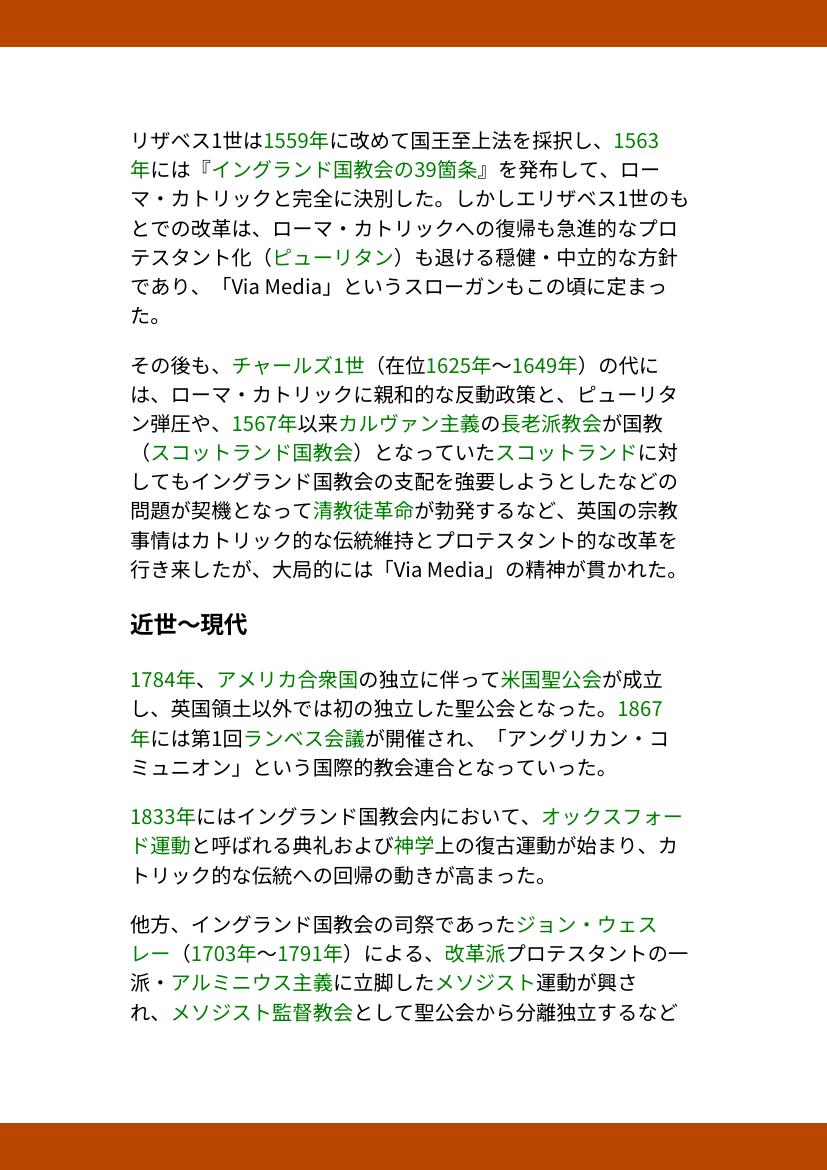 リザベス1世は1559年に改めて国王至上法を採択し、1563
年には『イングランド国教会の39箇条』を発布して、ロー
マ・カトリックと完全に決別した。しかしエリザベス1世のも
とでの改革は、ローマ・カトリックへの復帰も急進的なプロ
テスタント化（ピューリタン）も退ける穏健・中立的な方針
であり、「Via Media」というスローガンもこの頃に定まっ
た。
その後も、チャールズ1世（在位1625年〜1649年）の代に
は、ローマ・カトリックに親和的な反動政策と、ピューリタ
ン弾圧や、1567年以来カルヴァン主義の長老派教会が国教
（スコットランド国教会）となっていたスコットランドに対
してもイングランド国教会の支配を強要しようとしたなどの
問題が契機となって清教徒革命が勃発するなど、英国の宗教
事情はカトリック的な伝統維持とプロテスタント的な改革を
行き来したが、大局的には「Via Media」の精神が貫かれた。
近世〜現代
1784年、アメリカ合衆国の独立に伴って米国聖公会が成立
し、英国領土以外では初の独立した聖公会となった。1867
年には第1回ランベス会議が開催され、「アングリカン・コ
ミュニオン」という国際的教会連合となっていった。
1833年にはイングランド国教会内において、オックスフォー
ド運動と呼ばれる典礼および神学上の復古運動が始まり、カ
トリック的な伝統への回帰の動きが高まった。
他方、イングランド国教会の司祭であったジョン・ウェス
レー（1703年〜1791年）による、改革派プロテスタントの一
派・アルミニウス主義に立脚したメソジスト運動が興さ
れ、メソジスト監督教会として聖公会から分離独立するなど